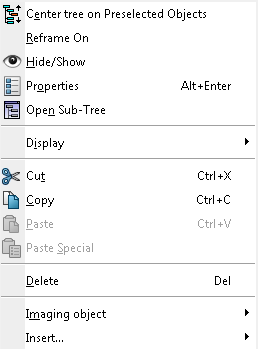 Center tree on Preselected Objects
Reframe On
Hide/Show
Properties Alt+Enter
Open Sub-Tree
Display
Cut Ctrl+X
Copy Ctrl+C
Paste Ctrl+V
Paste Special
Delete Del
Imaging object
Insert...